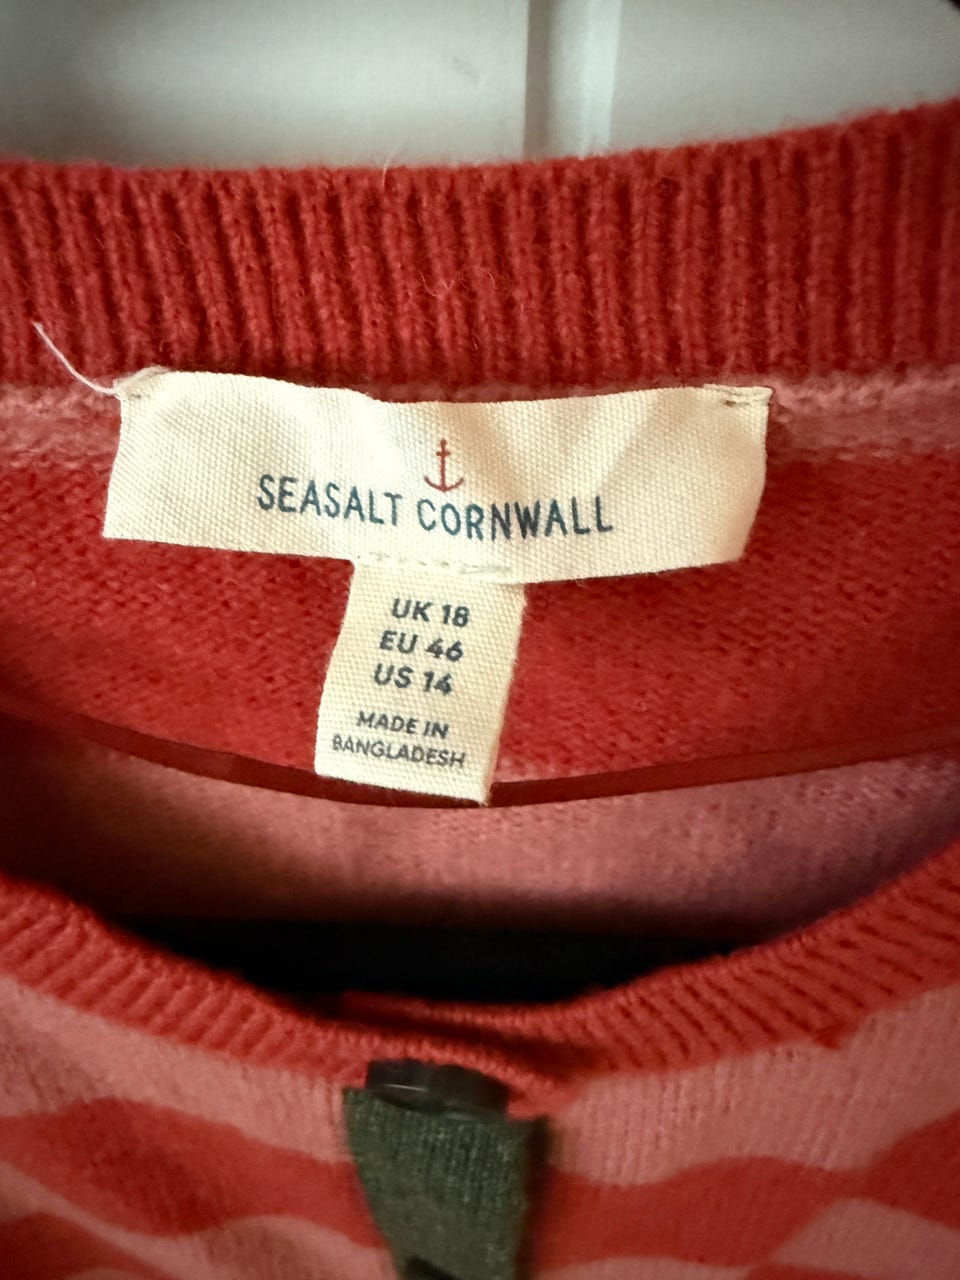 SEASALT CORNWALL
UK 18
EU 46
US 14
MADE IN
BANGLADESH